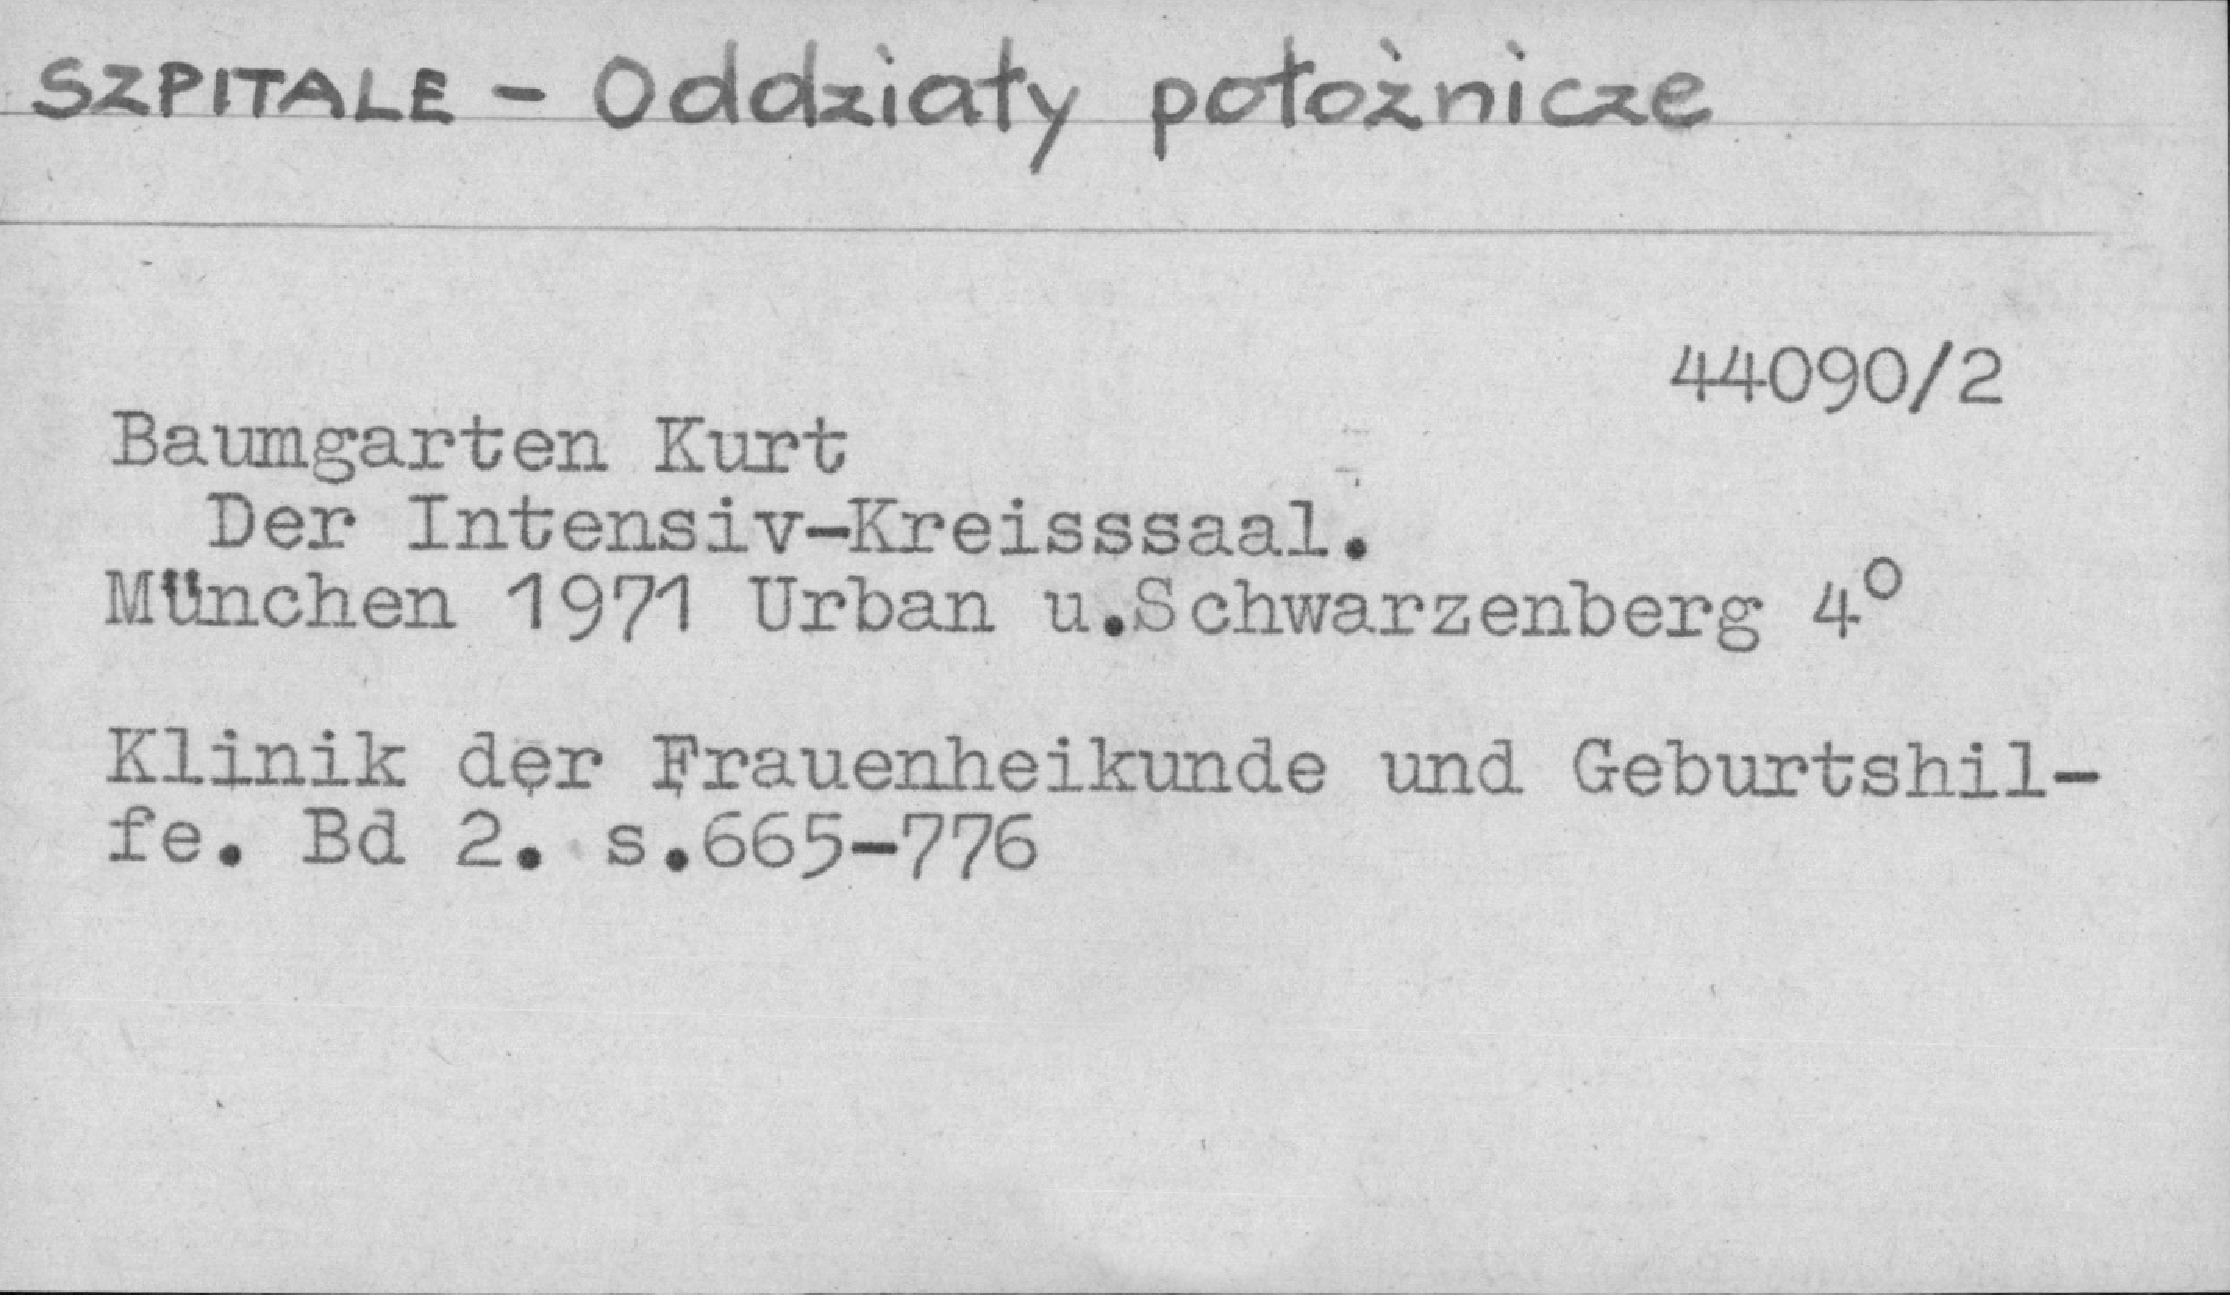 SZPITALE - Oddziały położnicze
44090/2
Baumgarten Kurt
Der Intensiv-Kreisssaal.
München 1971 Urban u.Schwarzenberg 4°
Klinik der Frauenheikunde und Geburtshil-
fe. Bd 2. s.665-776